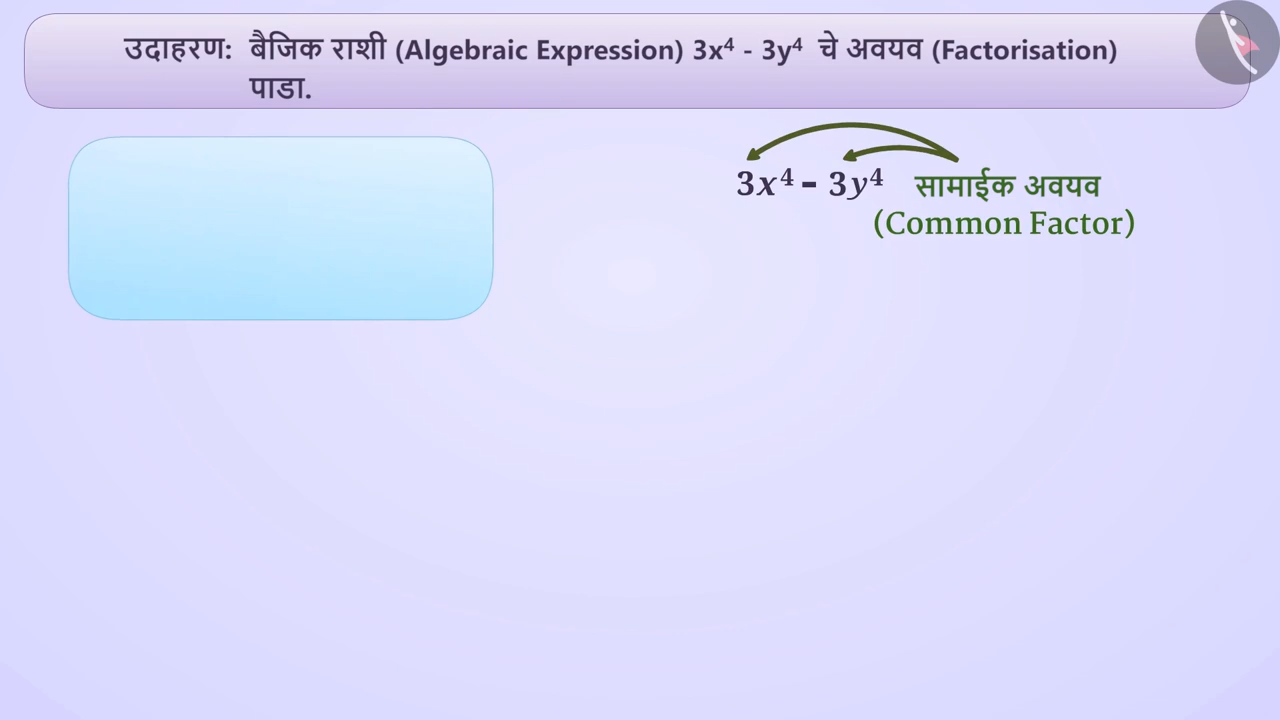 उदाहरण: बैजिक राशी (Algebraic Expression) 3x⁴ - 3y⁴ चे अवयव (Factorisation)
पाडा.
3x⁴ - 3y⁴ सामाईक अवयव
(Common Factor)